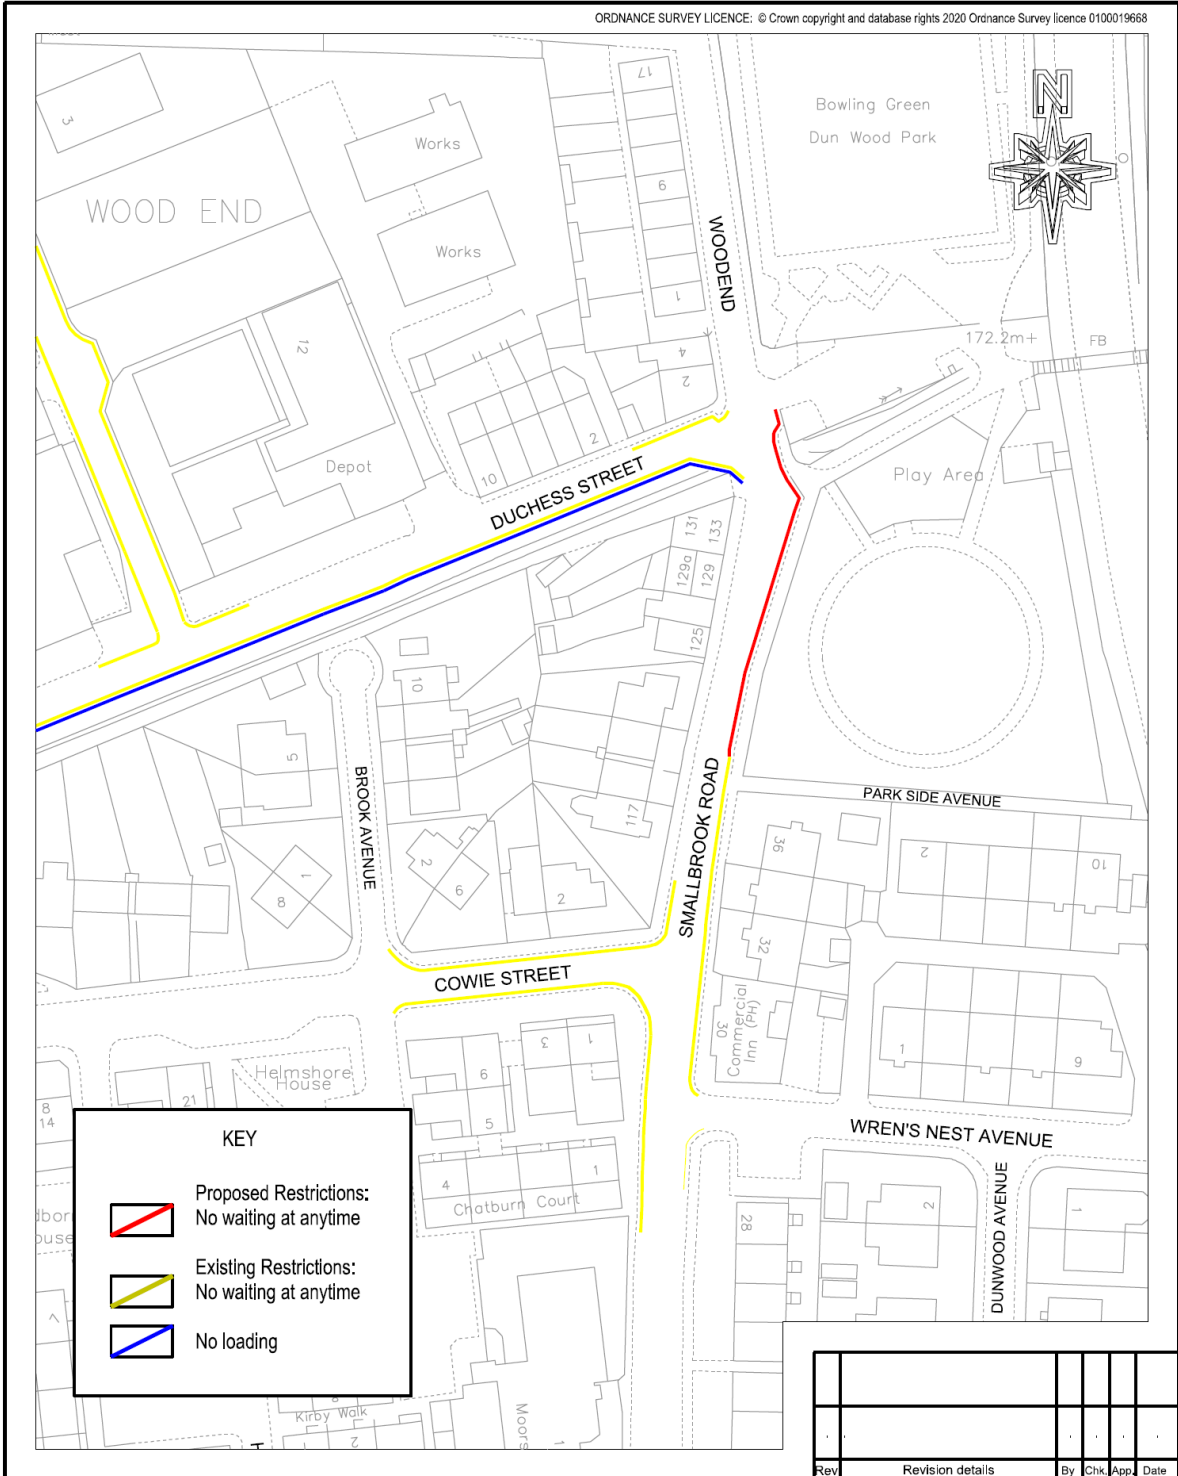 ORDNANCE SURVEY LICENCE: © Crown copyright and database rights 2020 Ordnance Survey licence 0100019668
17
Bowling Green
Dun Wood Park
N
3
Works
WOOD END
9
WOODEND
Works
1
172.2m+
FB
12
4
2
2
Depot
10
DUCHESS STREET
Play Area
131
133
129a
129
125
10
5
BROOK AVENUE
117
SMALLBROOK ROAD
PARK SIDE AVENUE
36
2
10
2
6
1
8
2
32
COWIE STREET
30
Commercial
Inn (PH)
3
1
1
9
Helmshore
House
6
21
8
14
5
WREN'S NEST AVENUE
4
1
Chatburn Court
28
2
DUNWOOD AVENUE
1
KEY
Proposed Restrictions:
No waiting at anytime
Existing Restrictions:
No waiting at anytime
No loading
Kirby Walk
2
Moors
1
Rev
Revision details
By
Chk.
App.
Date